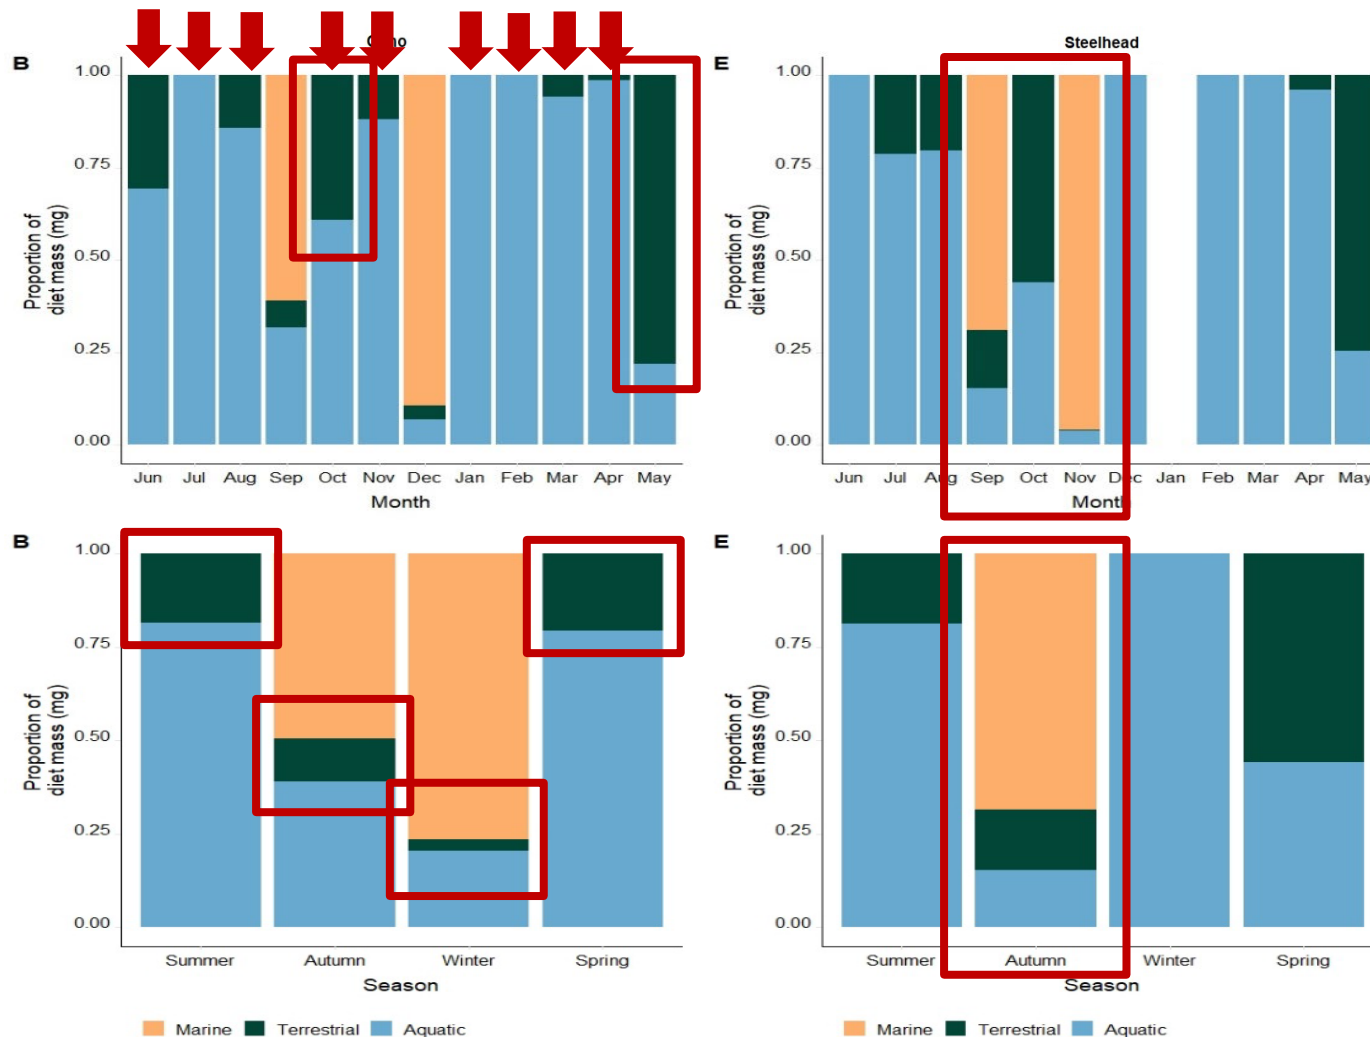 Steelhead
B
E
1.00
0.75
0.50
0.25
0.00
Proportion of
diet mass (mg)
Jun Jul Aug Sep Oct Nov Dec Jan Feb Mar Apr May
Month
1.00
0.75
0.50
0.25
0.00
Proportion of
diet mass (mg)
Jun Jul Aug Sep Oct Nov Dec Jan Feb Mar Apr May
Month
B
E
1.00
0.75
0.50
0.25
0.00
Proportion of
diet mass (mg)
Summer Autumn Winter Spring
Season
Marine Terrestrial Aquatic
1.00
0.75
0.50
0.25
0.00
Proportion of
diet mass (mg)
Summer Autumn Winter Spring
Season
Marine Terrestrial Aquatic